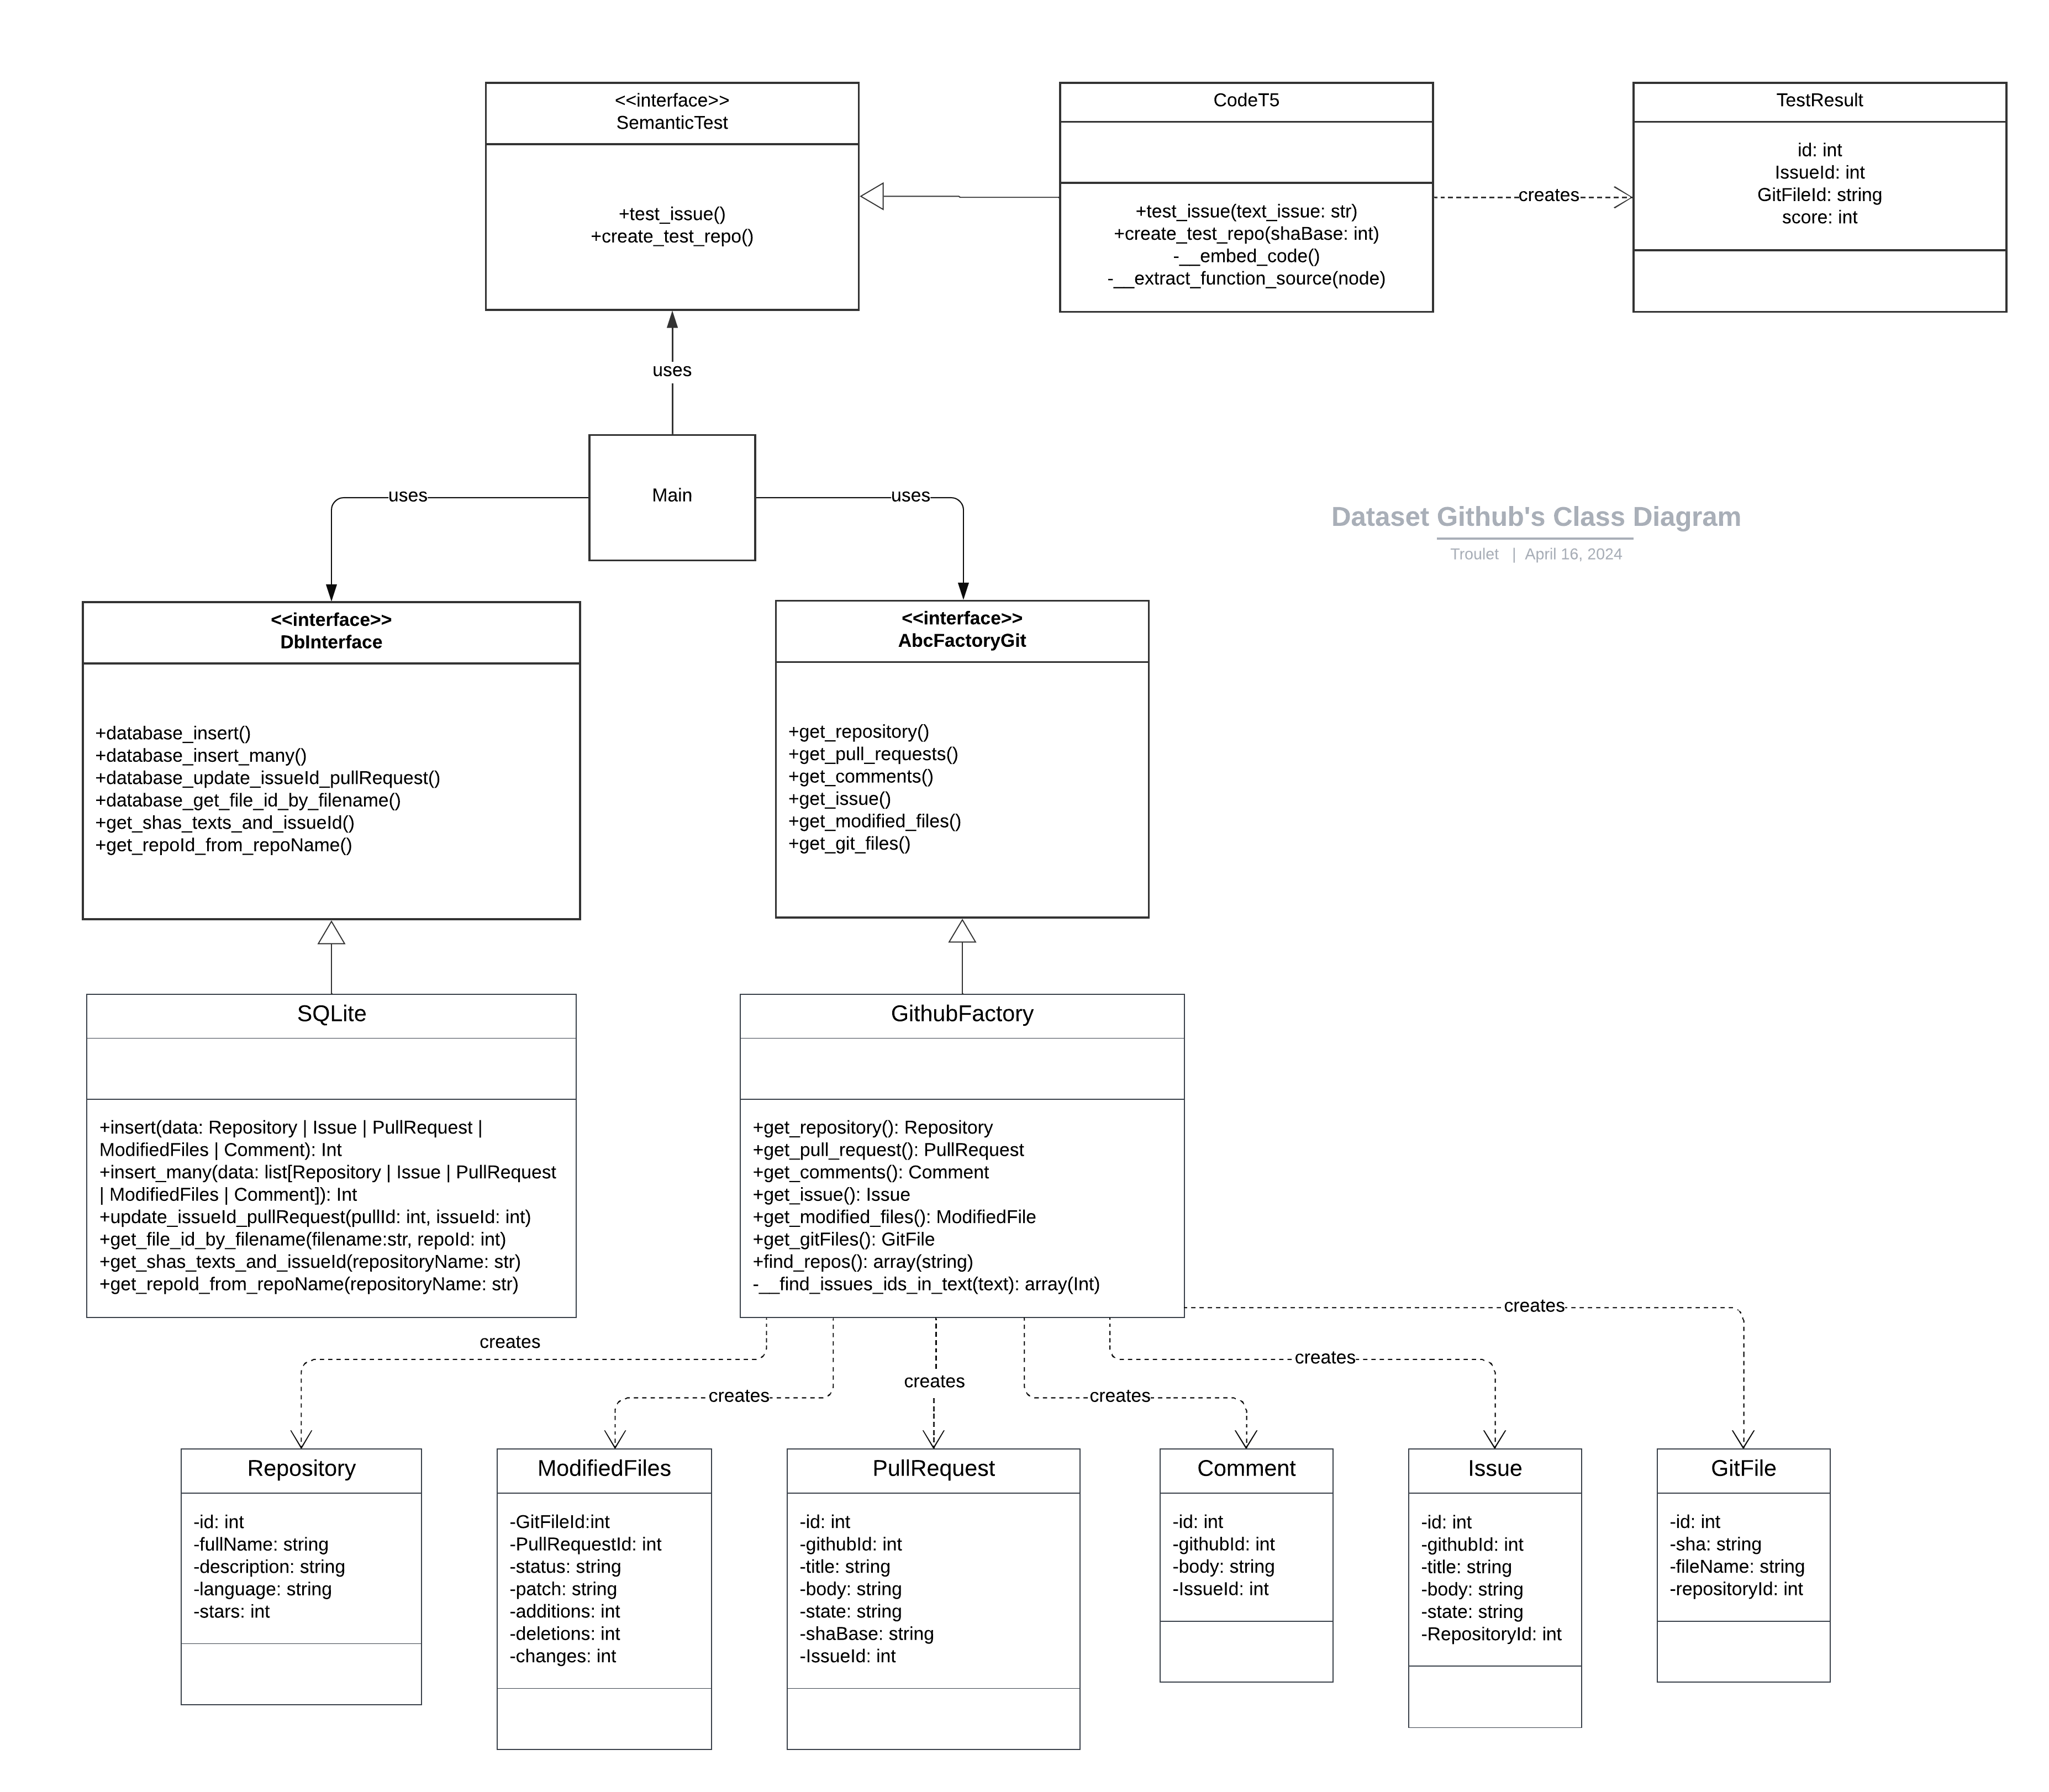 <<interface>>
SemanticTest
+test_issue()
+create_test_repo()
CodeT5
+test_issue(text_issue: str)
+create_test_repo(shaBase: int)
-__embed_code()
-__extract_function_source(node)
creates
TestResult
id: int
IssueId: int
GitFileId: string
score: int
uses
Main
uses
uses
Dataset Github's Class Diagram
Troulet | April 16, 2024
<<interface>>
DbInterface
+database_insert()
+database_insert_many()
+database_update_issueId_pullRequest()
+database_get_file_id_by_filename()
+get_shas_texts_and_issueId()
+get_repoId_from_repoName()
<<interface>>
AbcFactoryGit
+get_repository()
+get_pull_requests()
+get_comments()
+get_issue()
+get_modified_files()
+get_git_files()
SQLite
+insert(data: Repository | Issue | PullRequest |
ModifiedFiles | Comment): Int
+insert_many(data: list[Repository | Issue | PullRequest
| ModifiedFiles | Comment]): Int
+update_issueId_pullRequest(pullId: int, issueId: int)
+get_file_id_by_filename(filename:str, repoId: int)
+get_shas_texts_and_issueId(repositoryName: str)
+get_repoId_from_repoName(repositoryName: str)
GithubFactory
+get_repository(): Repository
+get_pull_request(): PullRequest
+get_comments(): Comment
+get_issue(): Issue
+get_modified_files(): ModifiedFile
+get_gitFiles(): GitFile
+find_repos(): array(string)
-__find_issues_ids_in_text(text): array(Int)
creates
creates
creates
creates
creates
creates
Repository
-id: int
-fullName: string
-description: string
-language: string
-stars: int
ModifiedFiles
-GitFileId:int
-PullRequestId: int
-status: string
-patch: string
-additions: int
-deletions: int
-changes: int
PullRequest
-id: int
-githubId: int
-title: string
-body: string
-state: string
-shaBase: string
-IssueId: int
Comment
-id: int
-githubId: int
-body: string
-IssueId: int
Issue
-id: int
-githubId: int
-title: string
-body: string
-state: string
-RepositoryId: int
GitFile
-id: int
-sha: string
-fileName: string
-repositoryId: int